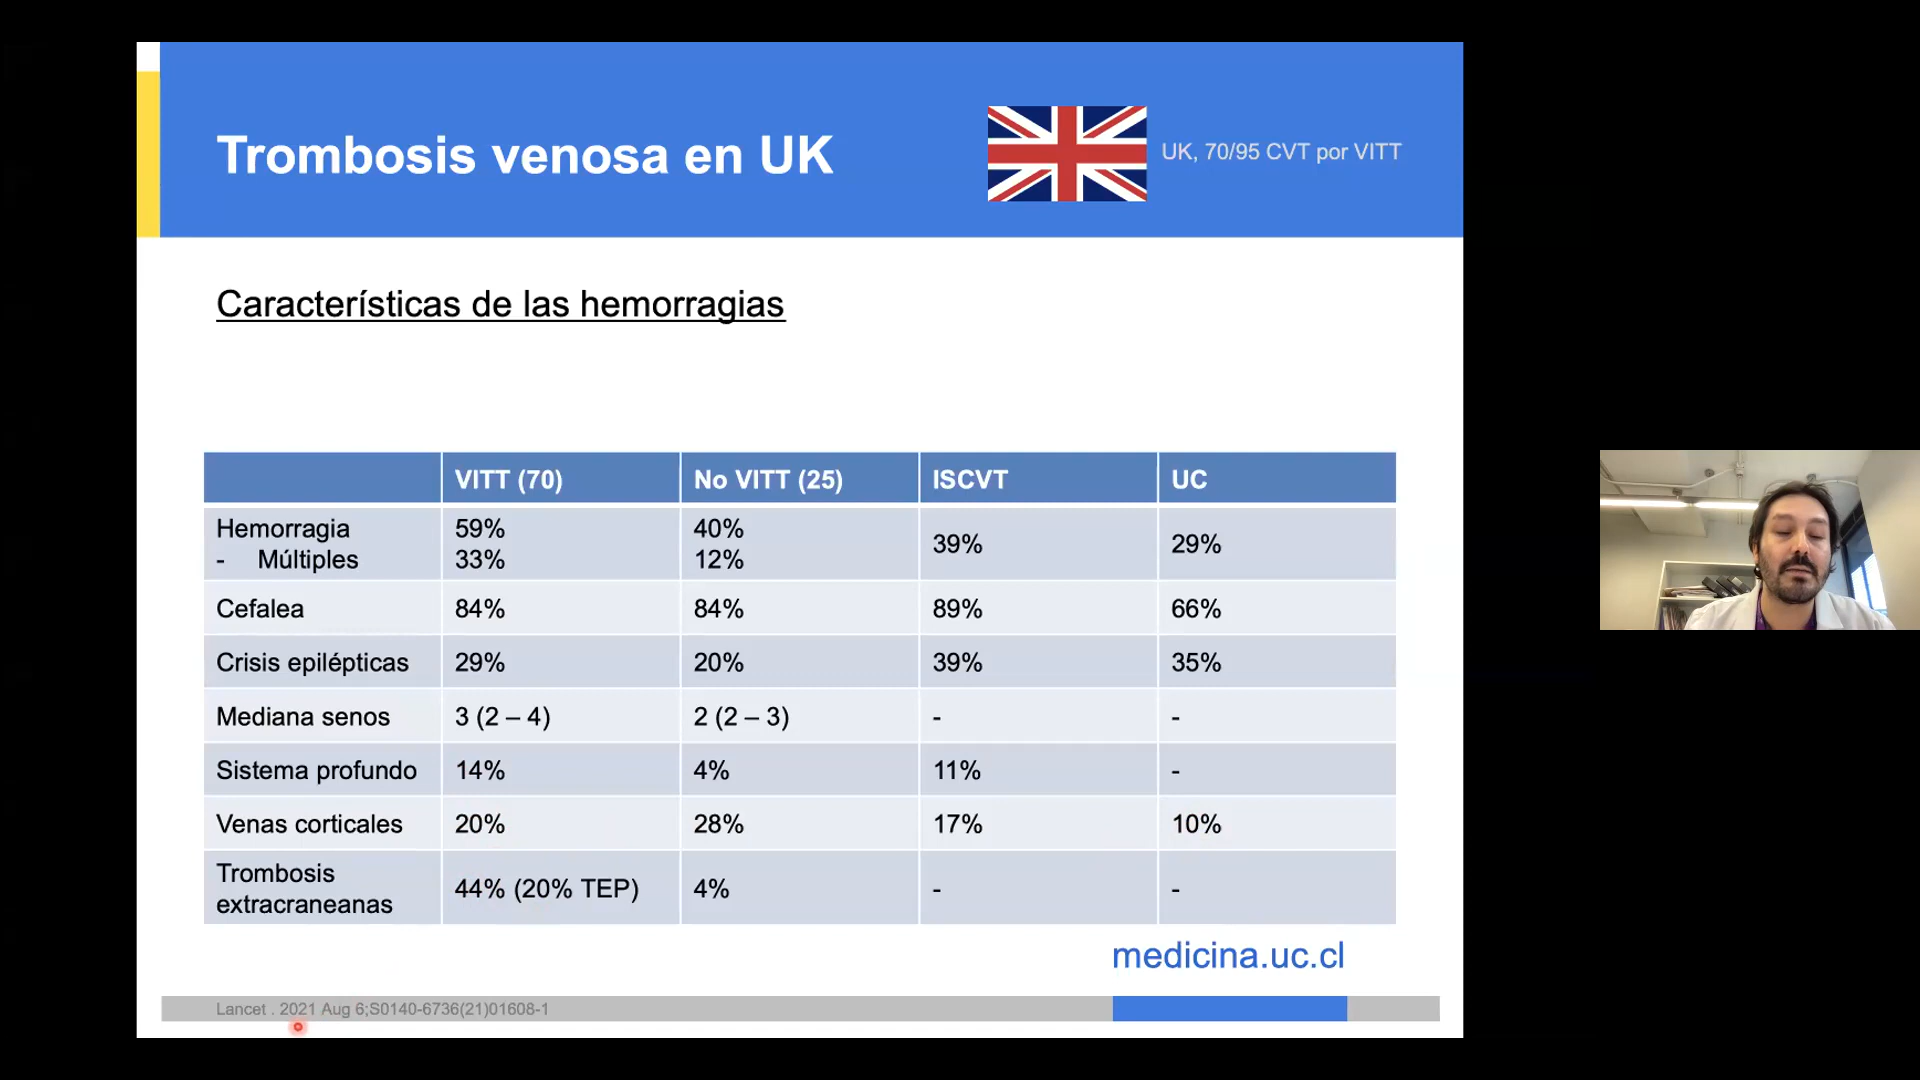 Trombosis venosa en UK
UK, 70/95 CVT por VITT
Características de las hemorragias
VITT (70) No VITT (25) ISCVT UC
Hemorragia 59% 40% 39% 29%
- Múltiples 33% 12%
Cefalea 84% 84% 89% 66%
Crisis epilépticas 29% 20% 39% 35%
Mediana senos 3 (2 – 4) 2 (2 – 3) - -
Sistema profundo 14% 4% 11% -
Venas corticales 20% 28% 17% 10%
Trombosis
extracraneanas 44% (20% TEP) 4% - -
medicina.uc.cl
Lancet . 2021 Aug 6;S0140-6736(21)01608-1